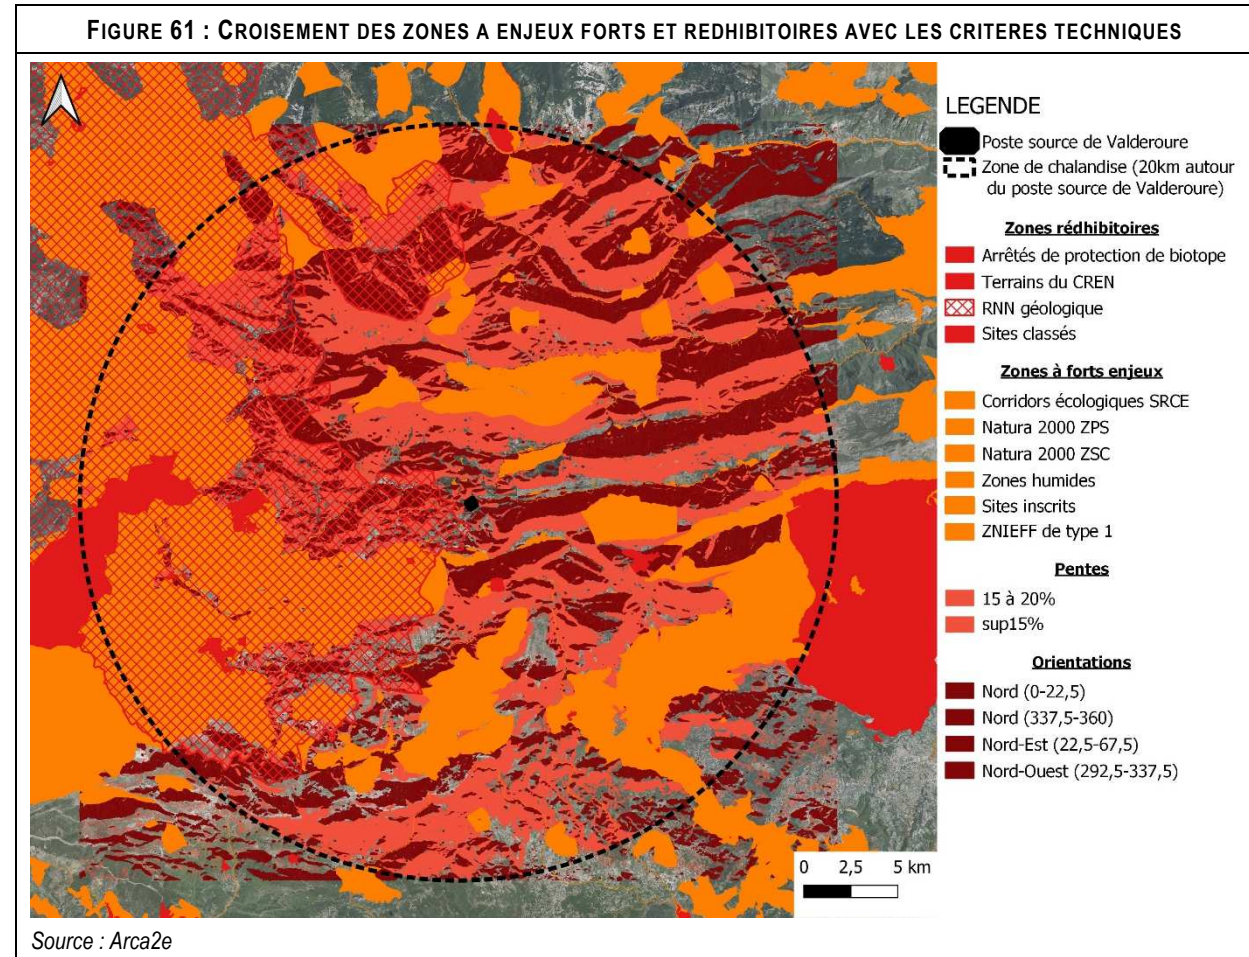 FIGURE 61 : CROISEMENT DES ZONES A ENJEUX FORTS ET REDHIBITOIRES AVEC LES CRITERES TECHNIQUES
LEGENDE
Poste source de Valderoure
Zone de chalandise (20km autour
du poste source de Valderoure)
Zones rédhibitoires
Arrêtés de protection de biotope
Terrains du CREN
RNN géologique
Sites classés
Zones à forts enjeux
Corridors écologiques SRCE
Natura 2000 ZPS
Natura 2000 ZSC
Zones humides
Sites inscrits
ZNIEFF de type 1
Pentes
15 à 20%
sup15%
Orientations
Nord (0-22,5)
Nord (337,5-360)
Nord-Est (22,5-67,5)
Nord-Ouest (292,5-337,5)
0 2,5 5 km
Source : Arca2e